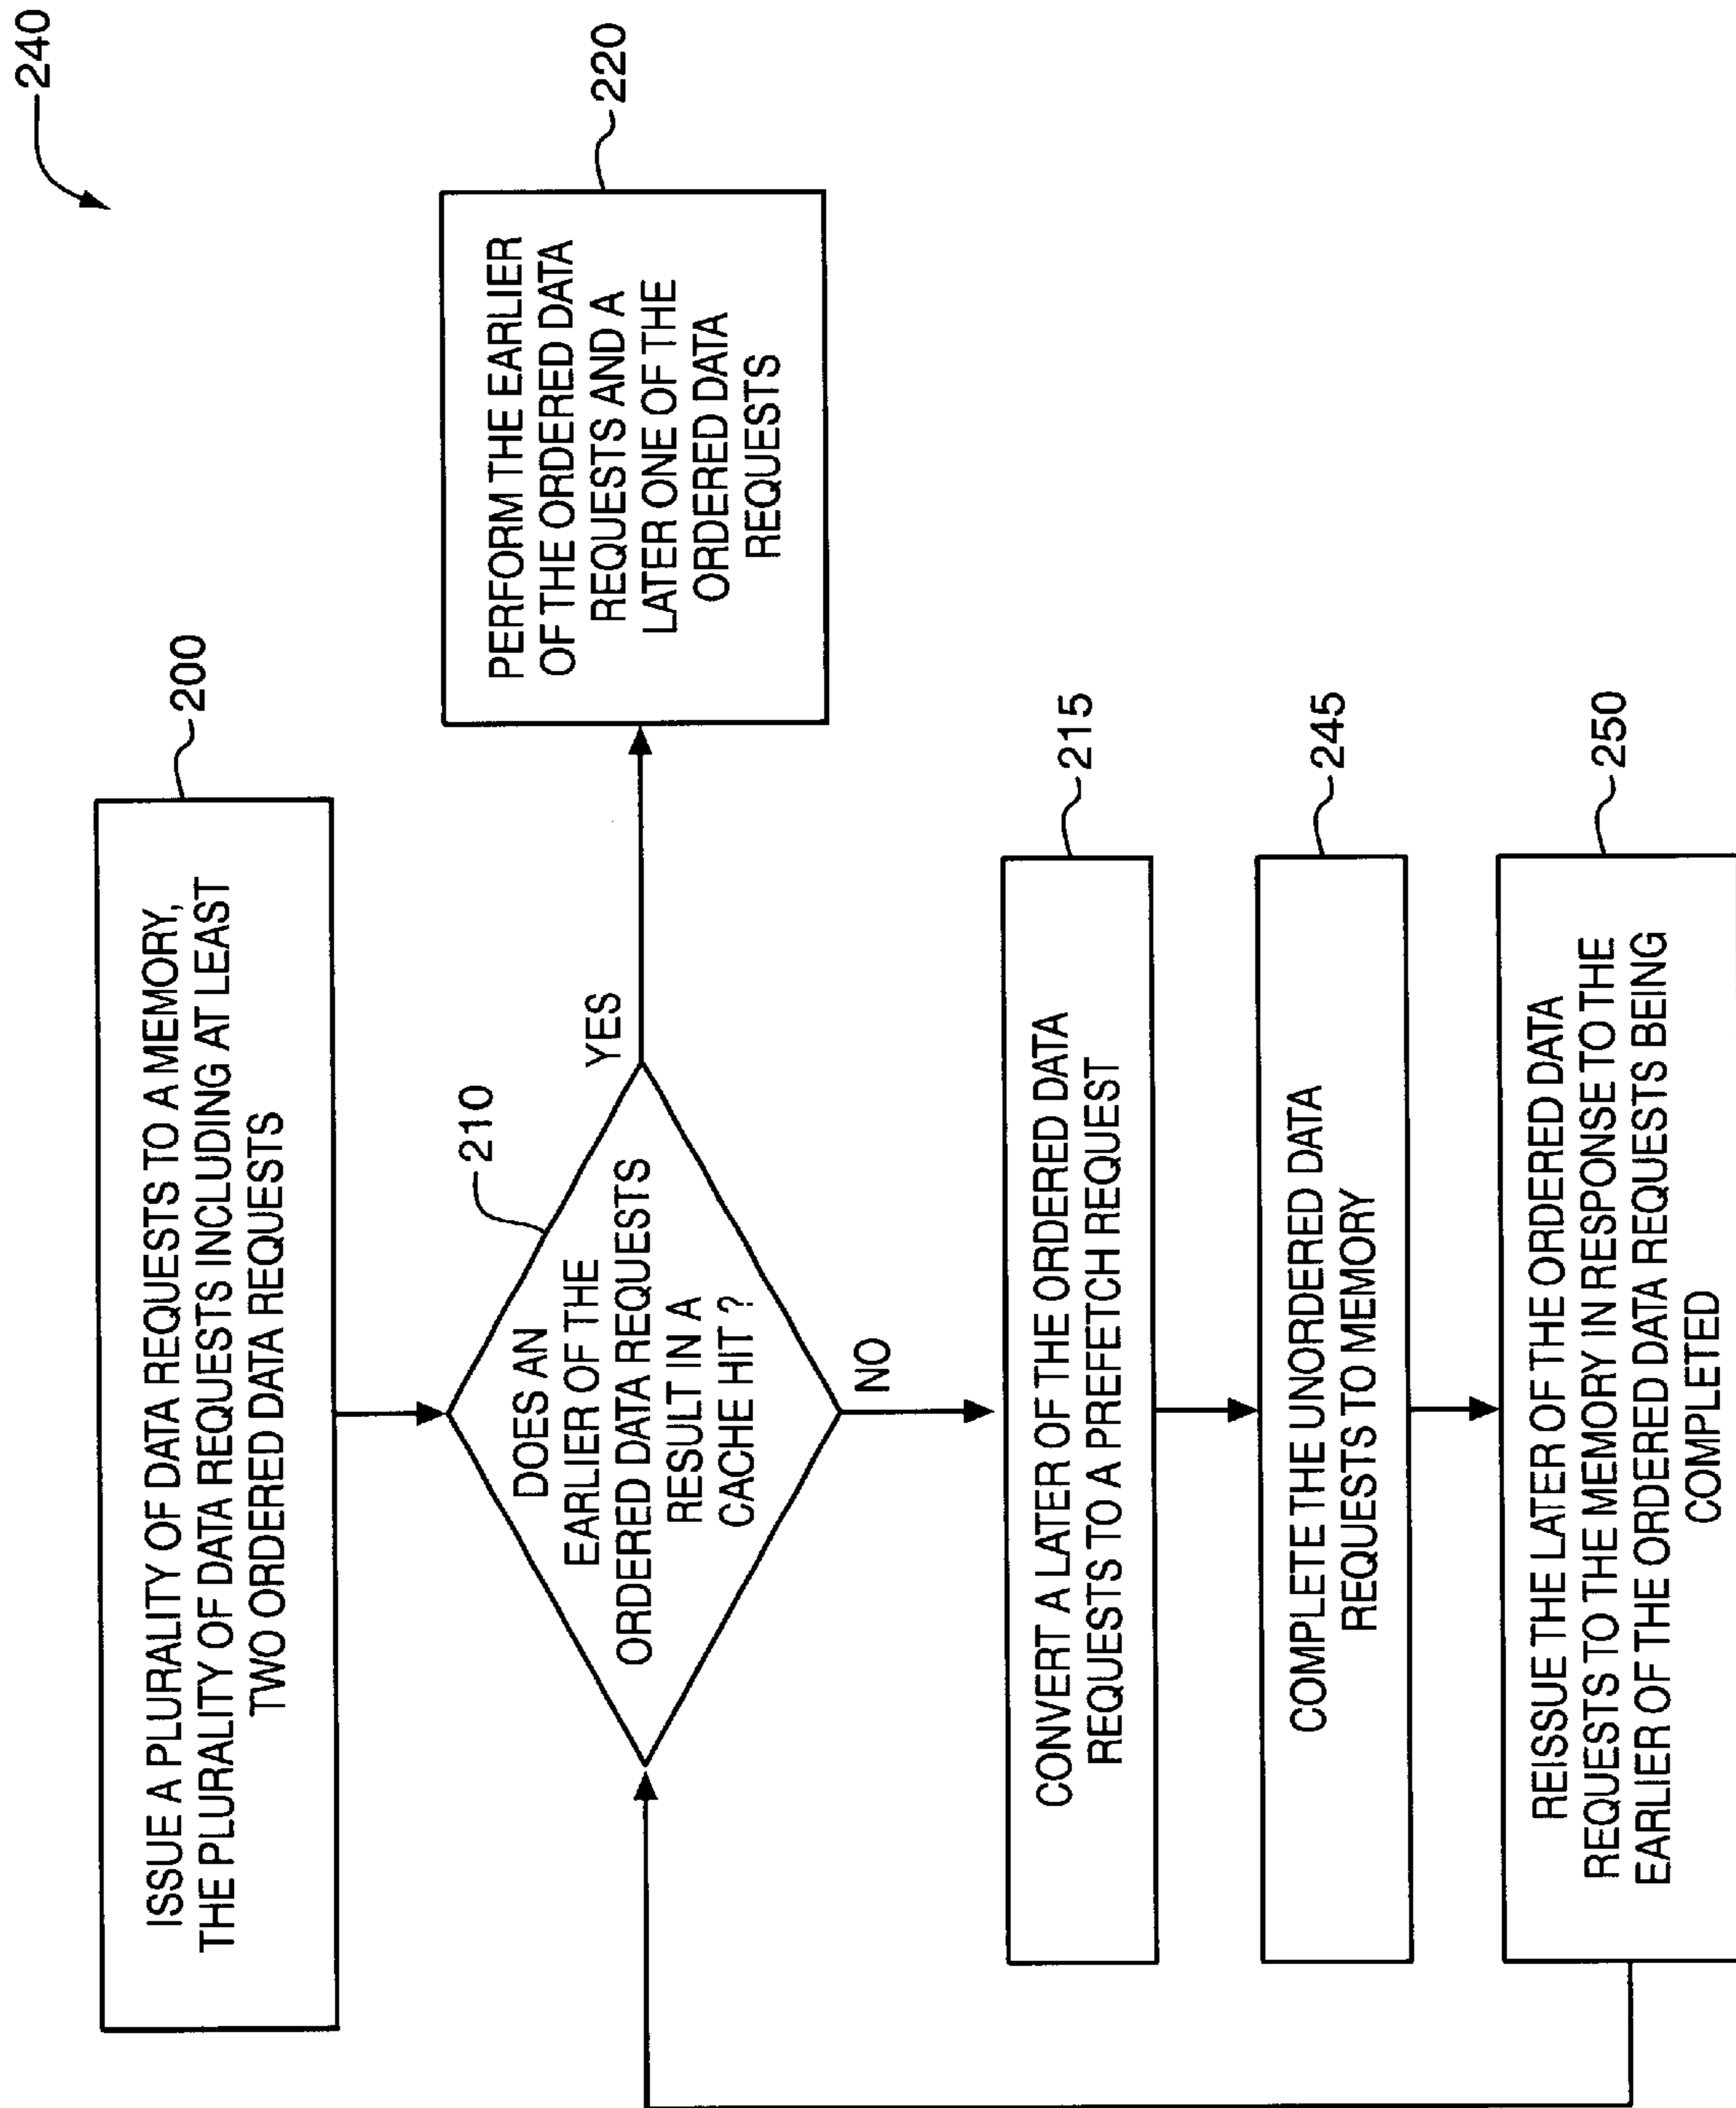 240
ISSUE A PLURALITY OF DATA REQUESTS TO A MEMORY,
THE PLURALITY OF DATA REQUESTS INCLUDING AT LEAST
TWO ORDERED DATA REQUESTS
200
DOES AN
EARLIER OF THE
ORDERED DATA REQUESTS
RESULT IN A
CACHE HIT ?
210
YES
PERFORM THE EARLIER
OF THE ORDERED DATA
REQUESTS AND A
LATER ONE OF THE
ORDERED DATA
REQUESTS
220
NO
CONVERT A LATER OF THE ORDERED DATA
REQUESTS TO A PREFETCH REQUEST
215
COMPLETE THE UNORDERED DATA
REQUESTS TO MEMORY
245
REISSUE THE LATER OF THE ORDERED DATA
REQUESTS TO THE MEMORY IN RESPONSE TO THE
EARLIER OF THE ORDERED DATA REQUESTS BEING
COMPLETED
250